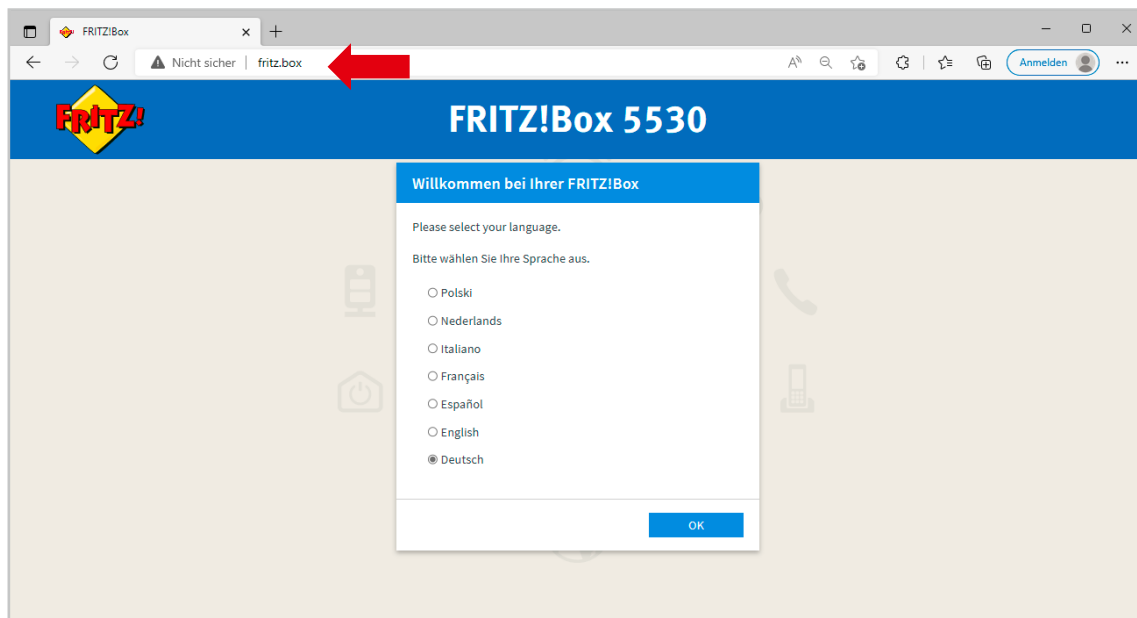 FRITZ!Box
Nicht sicher | fritz.box
Anmelden
FRITZ!
FRITZ!Box 5530
Willkommen bei Ihrer FRITZ!Box
Please select your language.
Bitte wählen Sie Ihre Sprache aus.
Polski
Nederlands
Italiano
Français
Español
English
Deutsch
OK